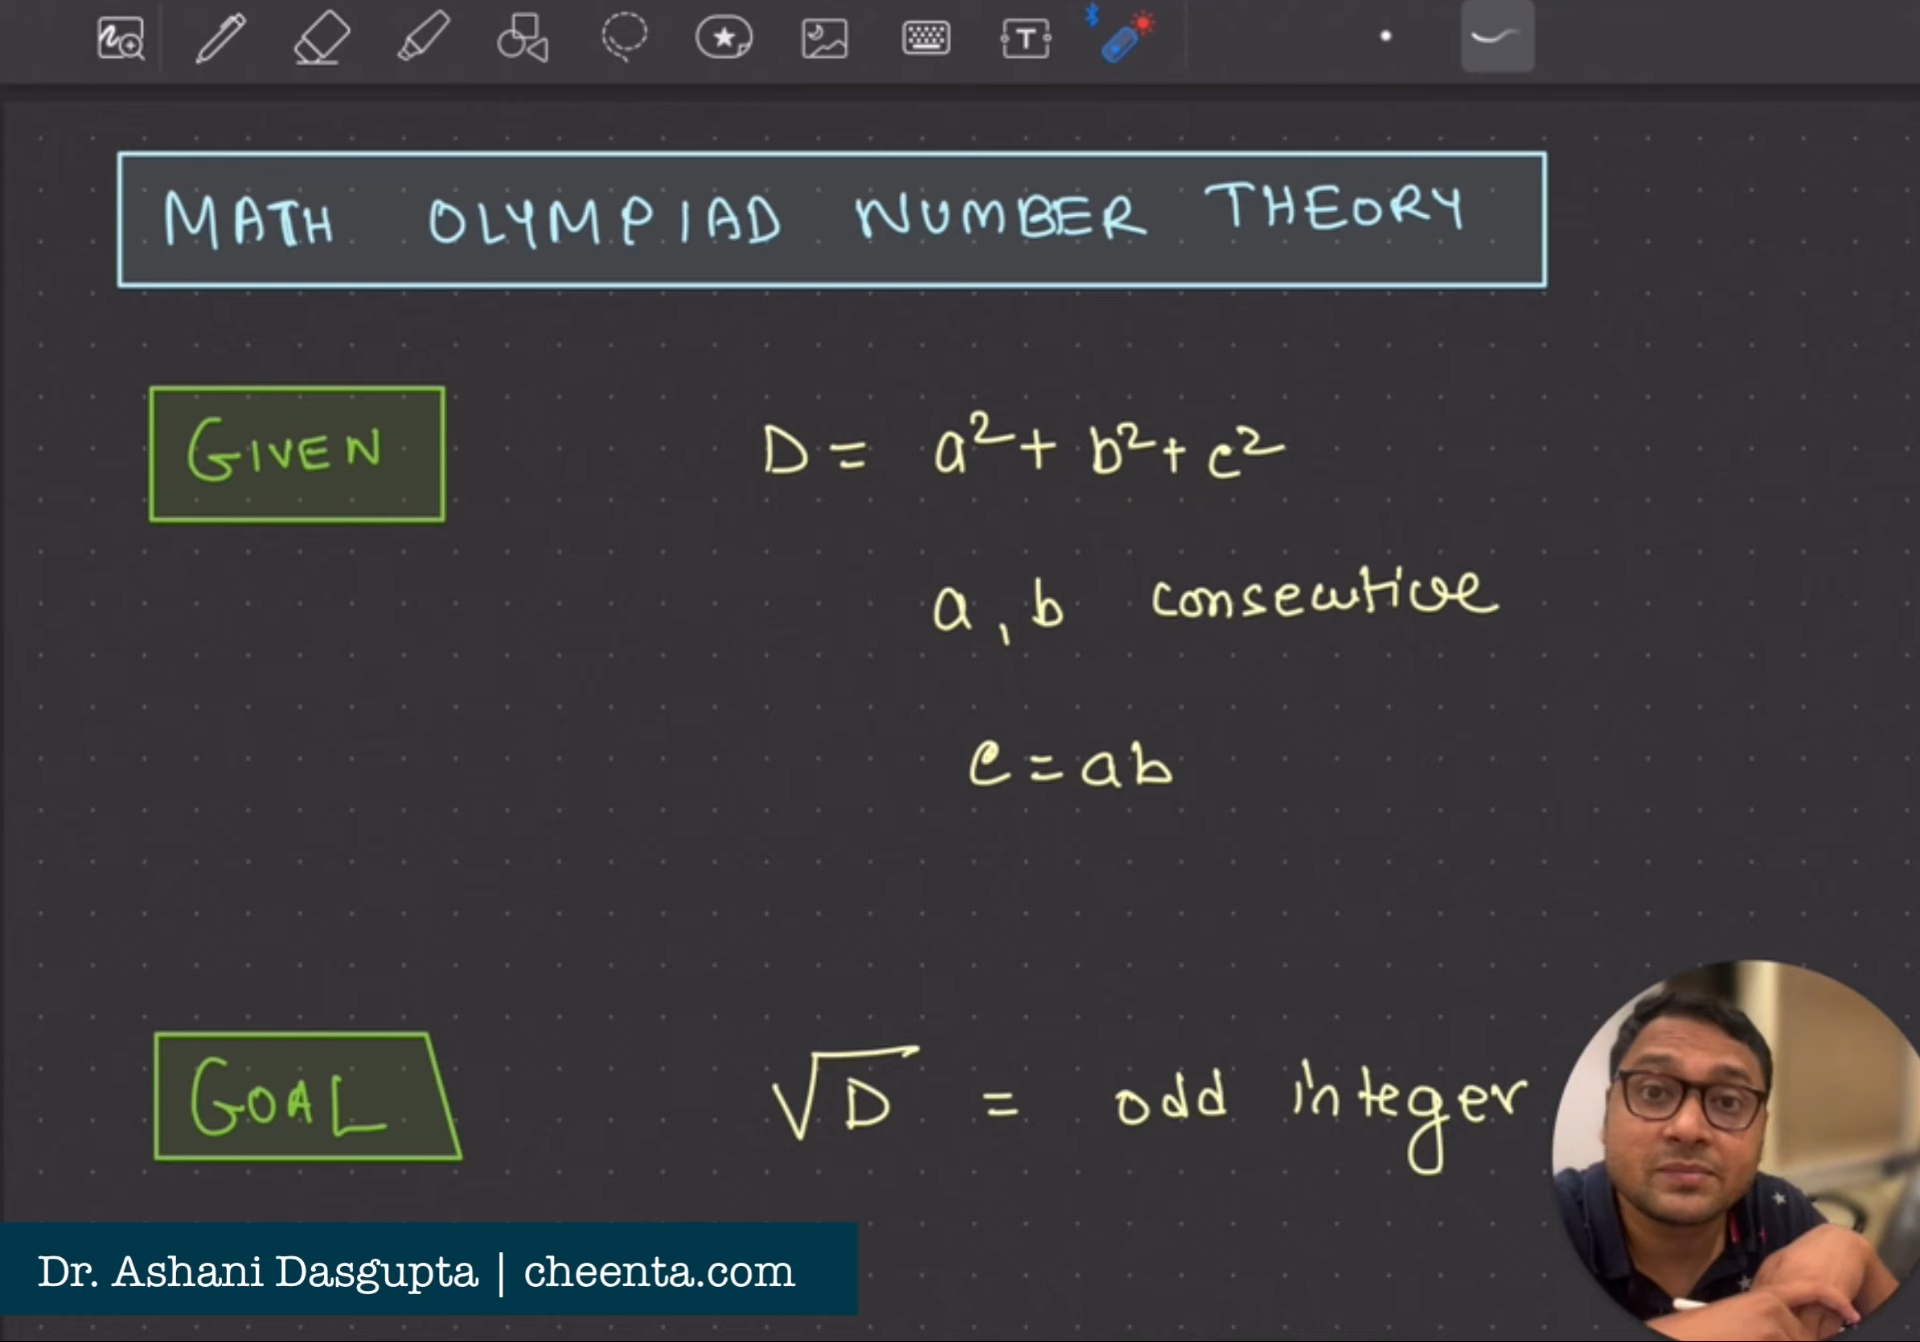 MATH OLYMPIAD NUMBER THEORY
GIVEN
D = a² + b² + c²
a, b consecutive
c = ab
GOAL
√D = odd integer
Dr. Ashani Dasgupta | cheenta.com